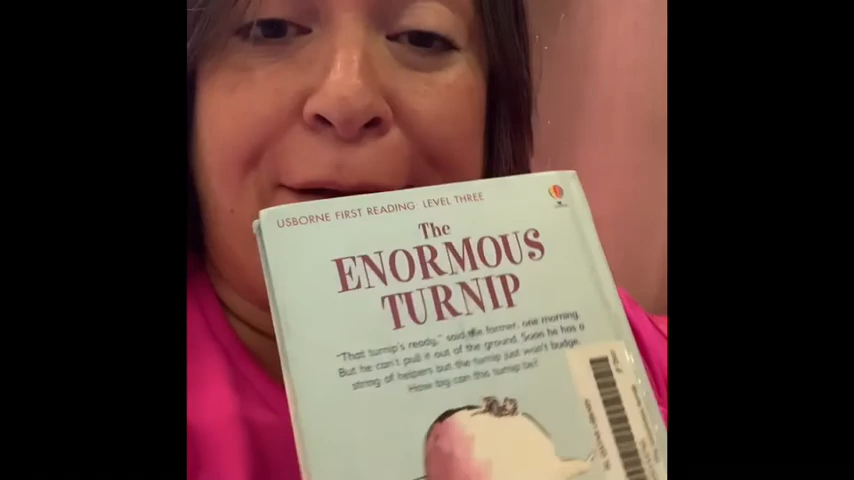 USBORNE FIRST READING: LEVEL THREE
The
ENORMOUS
TURNIP
"That turnip's ready," said the farmer, one morning.
But he can't pull it out of the ground. Soon he has a
string of helpers but the turnip just won't budge.
How big can this turnip be?